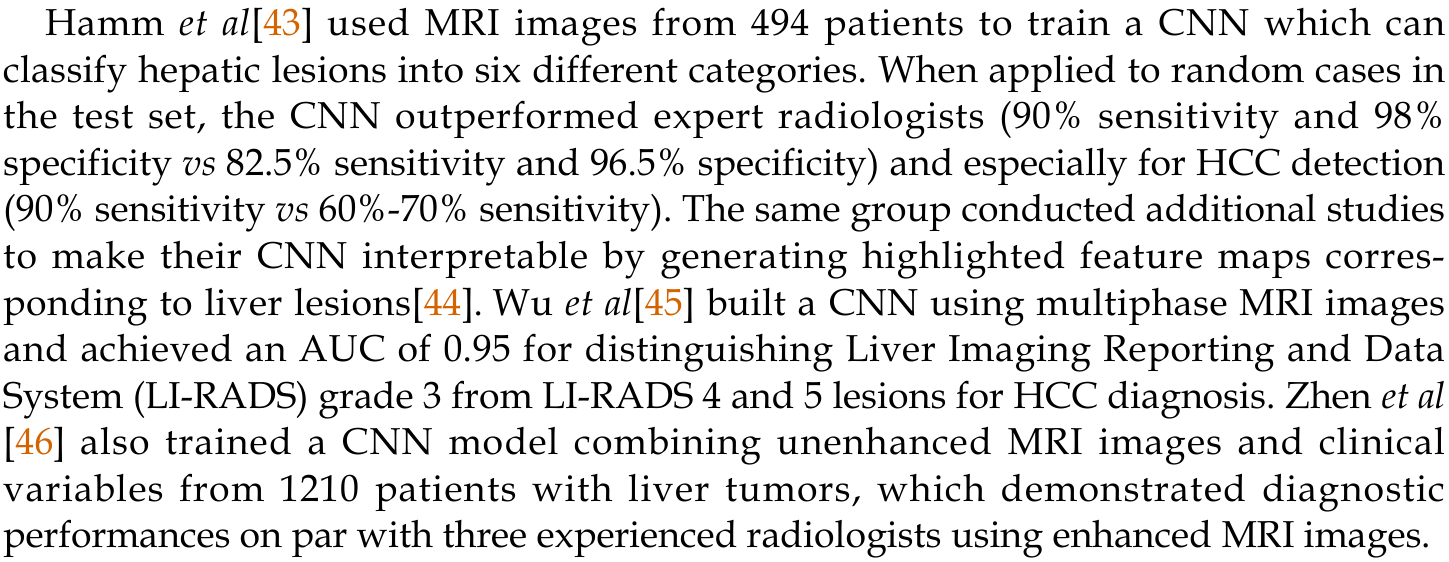 Hamm et al[43] used MRI images from 494 patients to train a CNN which can
classify hepatic lesions into six different categories. When applied to random cases in
the test set, the CNN outperformed expert radiologists (90% sensitivity and 98%
specificity vs 82.5% sensitivity and 96.5% specificity) and especially for HCC detection
(90% sensitivity vs 60%-70% sensitivity). The same group conducted additional studies
to make their CNN interpretable by generating highlighted feature maps corres-
ponding to liver lesions[44]. Wu et al[45] built a CNN using multiphase MRI images
and achieved an AUC of 0.95 for distinguishing Liver Imaging Reporting and Data
System (LI-RADS) grade 3 from LI-RADS 4 and 5 lesions for HCC diagnosis. Zhen et al
[46] also trained a CNN model combining unenhanced MRI images and clinical
variables from 1210 patients with liver tumors, which demonstrated diagnostic
performances on par with three experienced radiologists using enhanced MRI images.